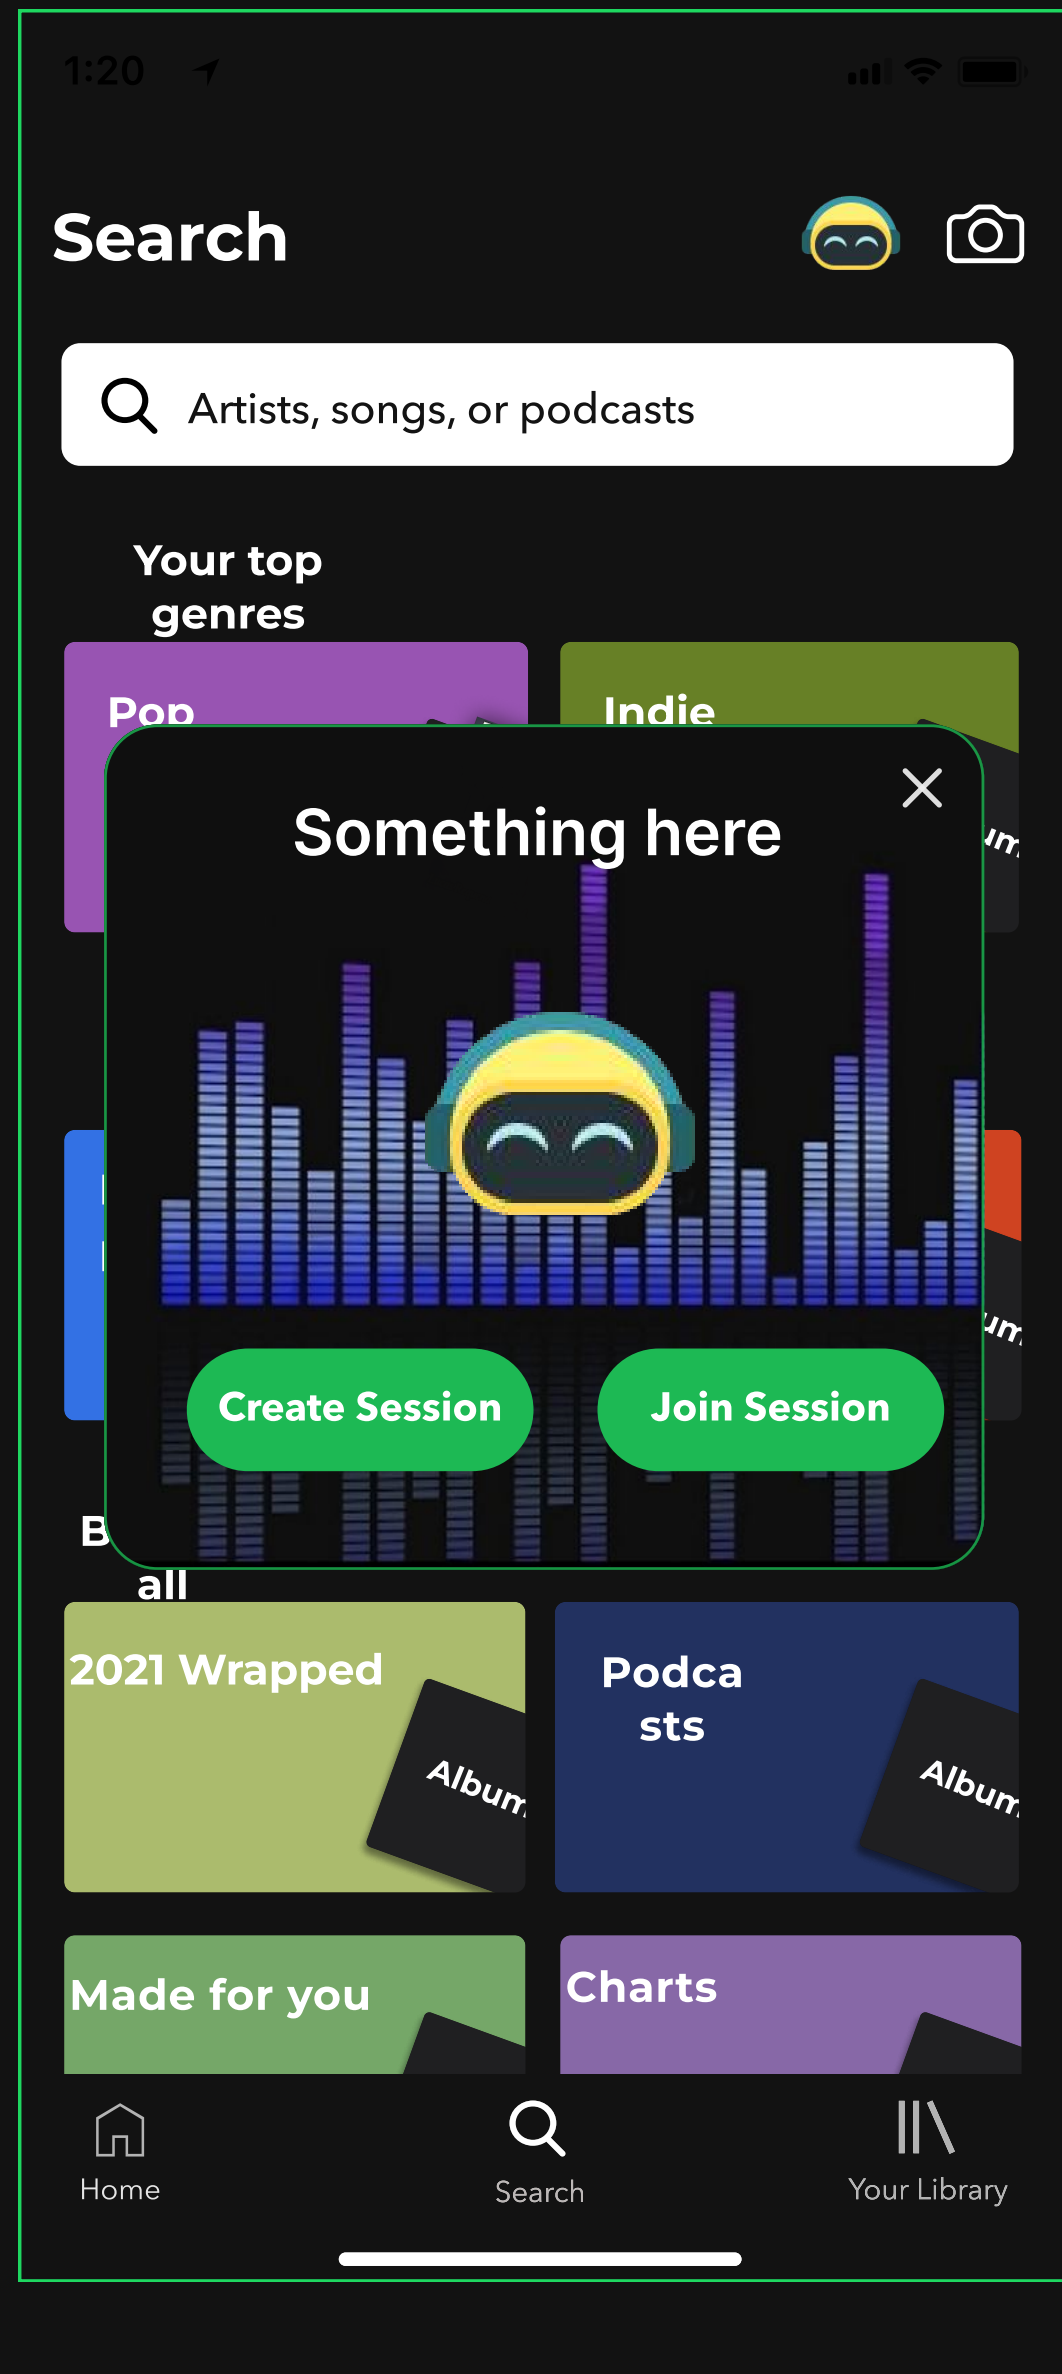 1:20
Search
Artists, songs, or podcasts
Your top
genres
Pop
Indie
Something here
Create Session
Join Session
all
2021 Wrapped
Podca
sts
Album
Album
Made for you
Charts
Home
Search
Your Library